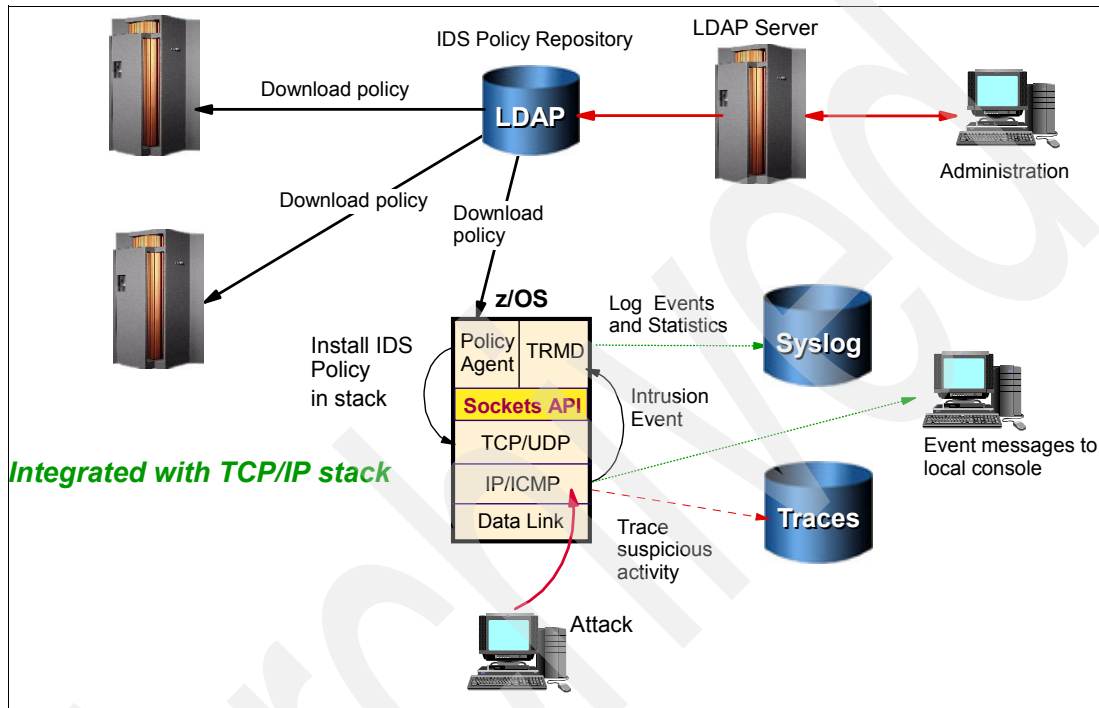 IDS Policy Repository
LDAP Server
Download policy
LDAP
Administration
Download policy
Download
policy
z/OS
Log Events
and Statistics
Install IDS
Policy
in stack
Policy
Agent
TRMD
Syslog
Sockets API
Intrusion
Event
TCP/UDP
Event messages to
local console
Integrated with TCP/IP stack
IP/ICMP
Traces
Data Link
Trace
suspicious
activity
Attack